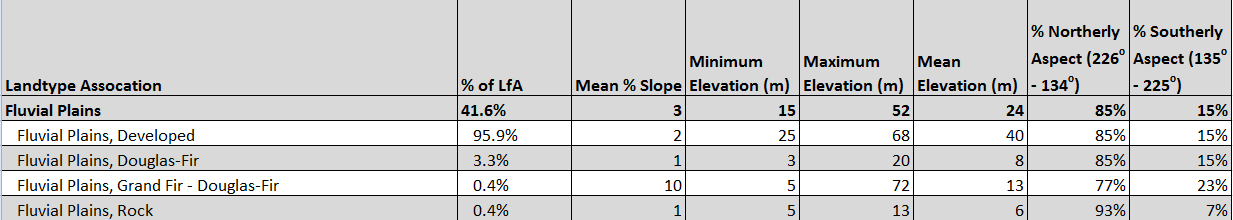 Landtype Assocation | % of LfA | Mean % Slope | Minimum Elevation (m) | Maximum Elevation (m) | Mean Elevation (m) | % Northerly Aspect (226° - 134°) | % Southerly Aspect (135° - 225°)
Fluvial Plains | 41.6% | 3 | 15 | 52 | 24 | 85% | 15%
Fluvial Plains, Developed | 95.9% | 2 | 25 | 68 | 40 | 85% | 15%
Fluvial Plains, Douglas-Fir | 3.3% | 1 | 3 | 20 | 8 | 85% | 15%
Fluvial Plains, Grand Fir - Douglas-Fir | 0.4% | 10 | 5 | 72 | 13 | 77% | 23%
Fluvial Plains, Rock | 0.4% | 1 | 5 | 13 | 6 | 93% | 7%